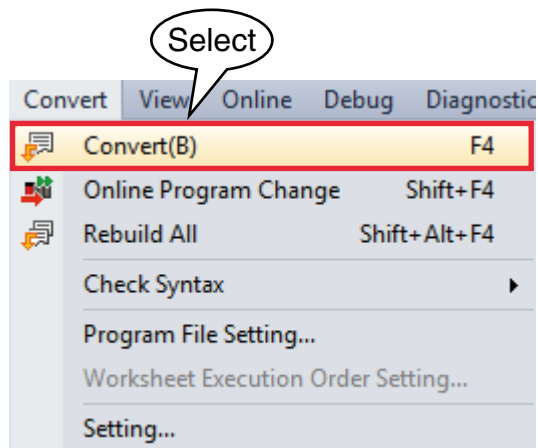 Select
Convert View Online Debug Diagnostic
Convert(B) F4
Online Program Change Shift+F4
Rebuild All Shift+Alt+F4
Check Syntax
Program File Setting...
Worksheet Execution Order Setting...
Setting...